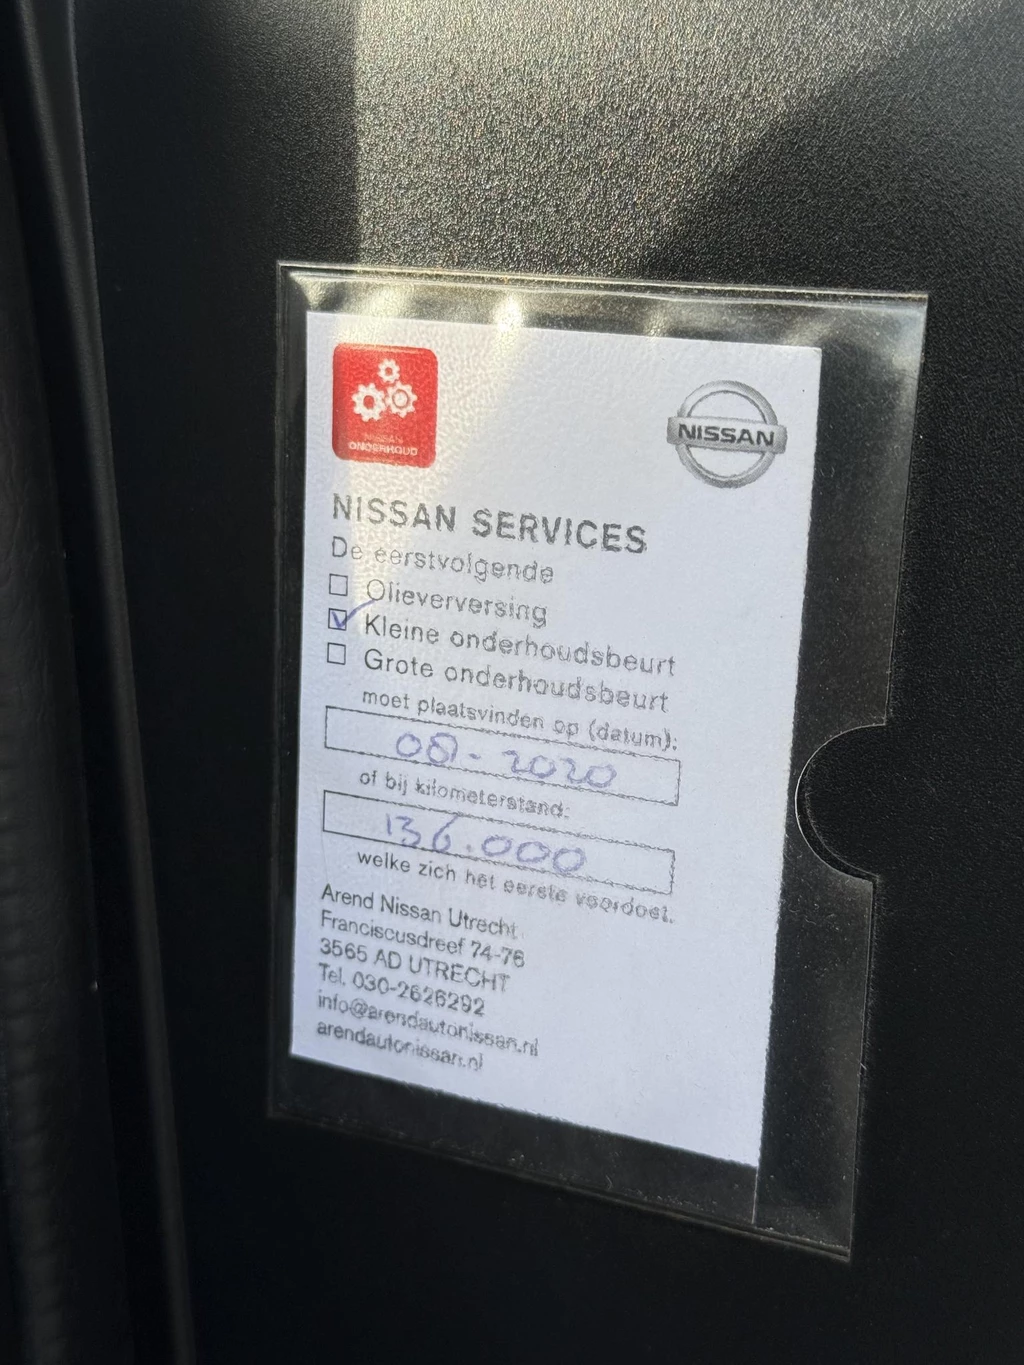 ONDERHOUD
NISSAN
NISSAN SERVICES
De eerstvolgende
Olieverversing
Kleine onderhoudsbeurt
Grote onderhoudsbeurt
moet plaatsvinden op (datum):
08-2020
of bij kilometerstand:
136.000
welke zich het eerste voordoet.
Arend Nissan Utrecht
Franciscusdreef 74-76
3565 AD UTRECHT
Tel. 030-2626292
info@arendautonissan.nl
arendautonissan.nl